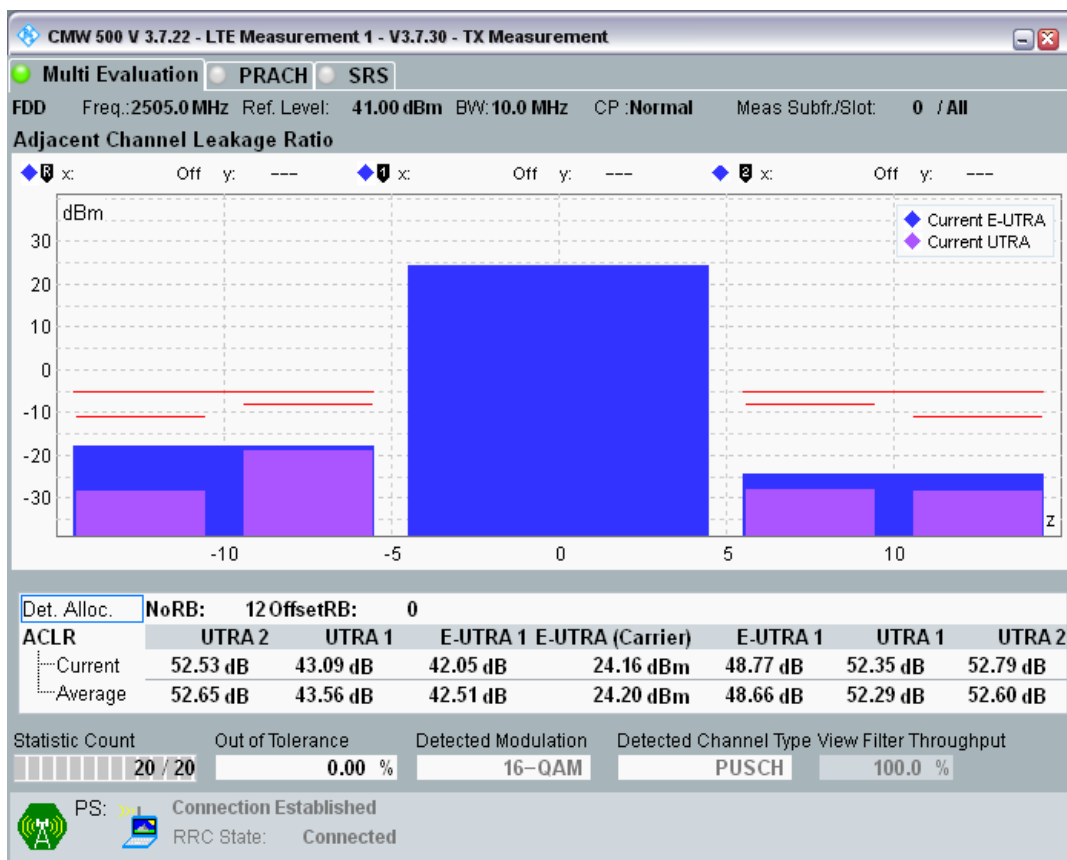 CMW 500 V 3.7.22 - LTE Measurement 1 - V3.7.30 - TX Measurement
Multi Evaluation PRACH SRS
FDD Freq.:2505.0 MHz Ref. Level: 41.00 dBm BW: 10.0 MHz CP :Normal Meas Subfr./Slot: 0 / All
Adjacent Channel Leakage Ratio
R x: Off y: --- 1 x: Off y: --- 2 x: Off y: ---
dBm
Current E-UTRA
Current UTRA
30
20
10
0
-10
-20
-30
z
-10 -5 0 5 10
Det. Alloc. NoRB: 12 OffsetRB: 0
ACLR UTRA 2 UTRA 1 E-UTRA 1 E-UTRA (Carrier) E-UTRA 1 UTRA 1 UTRA 2
Current 52.53 dB 43.09 dB 42.05 dB 24.16 dBm 48.77 dB 52.35 dB 52.79 dB
Average 52.65 dB 43.56 dB 42.51 dB 24.20 dBm 48.66 dB 52.29 dB 52.60 dB
Statistic Count Out of Tolerance Detected Modulation Detected Channel Type View Filter Throughput
20 / 20 0.00 % 16-QAM PUSCH 100.0 %
PS: Connection Established
RRC State: Connected